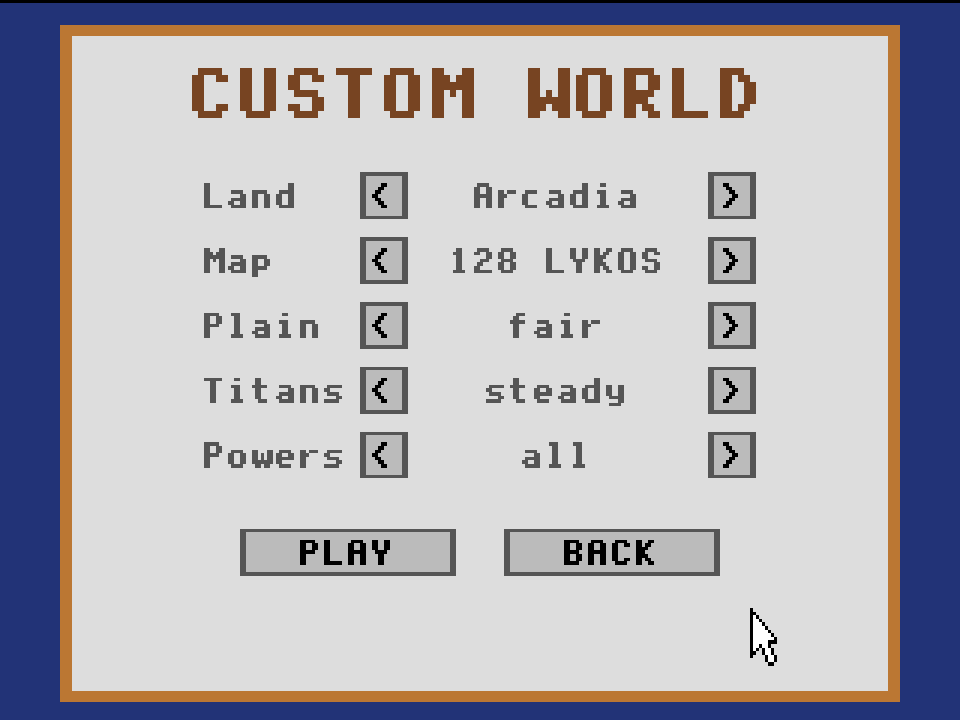 CUSTOM WORLD
Land < Arcadia >
Map < 128 LYKOS >
Plain < fair >
Titans < steady >
Powers < all >
PLAY BACK